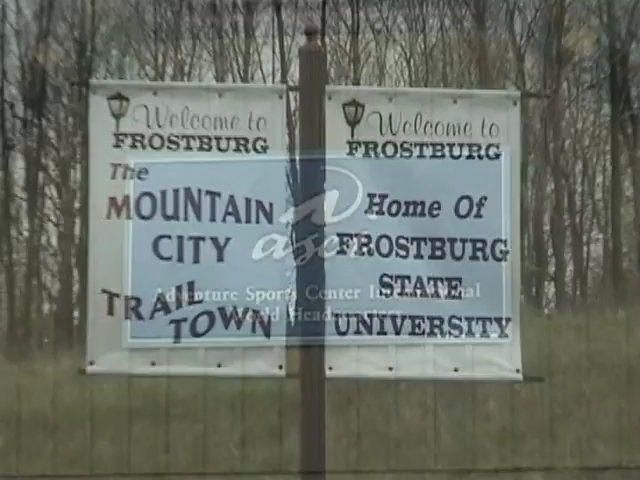 Welcome to
FROSTBURG
The
MOUNTAIN
CITY
TRAIL
TOWN
Welcome to
FROSTBURG
Home Of
FROSTBURG
STATE
UNIVERSITY
asci
Adventure Sports Center International
World Headquarters